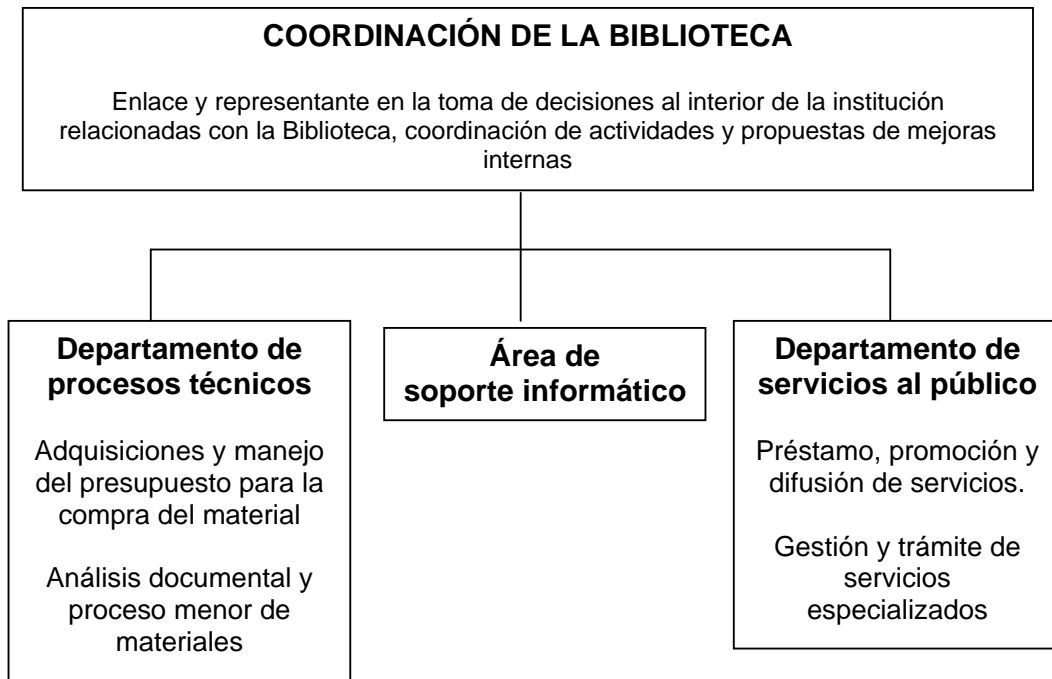 COORDINACIÓN DE LA BIBLIOTECA
Enlace y representante en la toma de decisiones al interior de la institución
relacionadas con la Biblioteca, coordinación de actividades y propuestas de mejoras
internas
Departamento de
procesos técnicos
Adquisiciones y manejo
del presupuesto para la
compra del material
Análisis documental y
proceso menor de
materiales
Área de
soporte informático
Departamento de
servicios al público
Préstamo, promoción y
difusión de servicios.
Gestión y trámite de
servicios
especializados